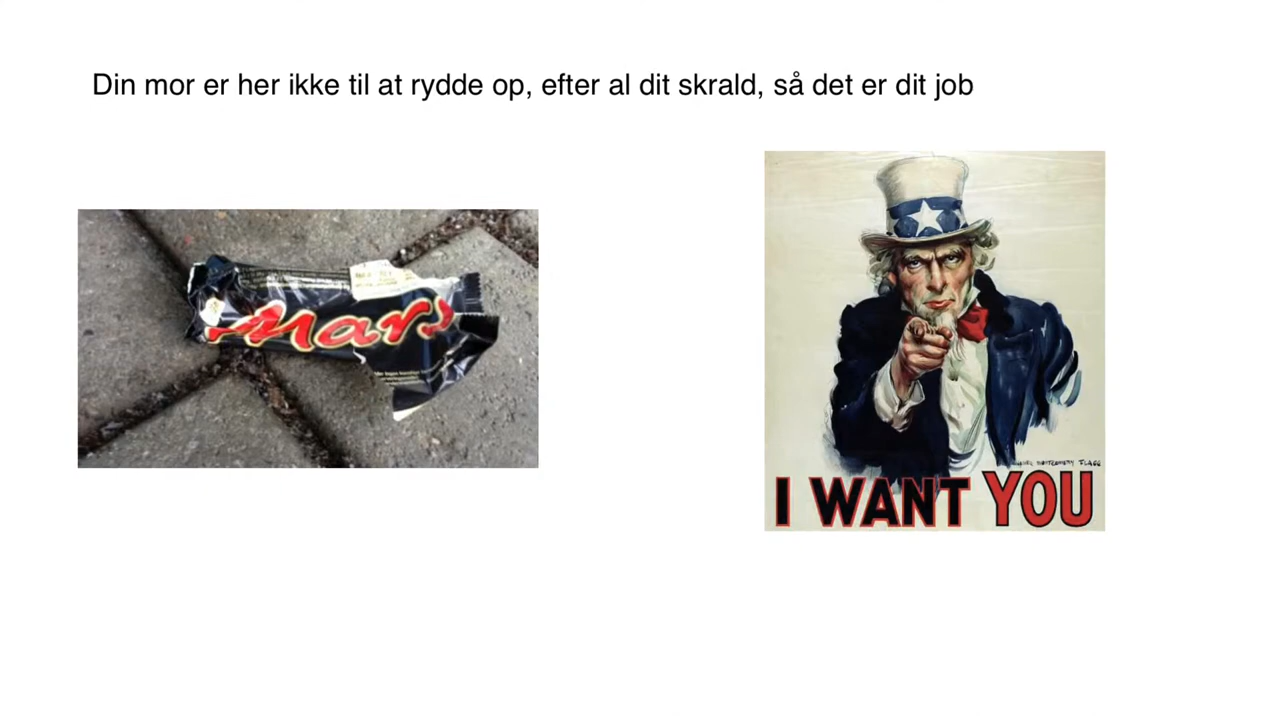 Din mor er her ikke til at rydde op, efter al dit skrald, så det er dit job
Mars
I WANT YOU